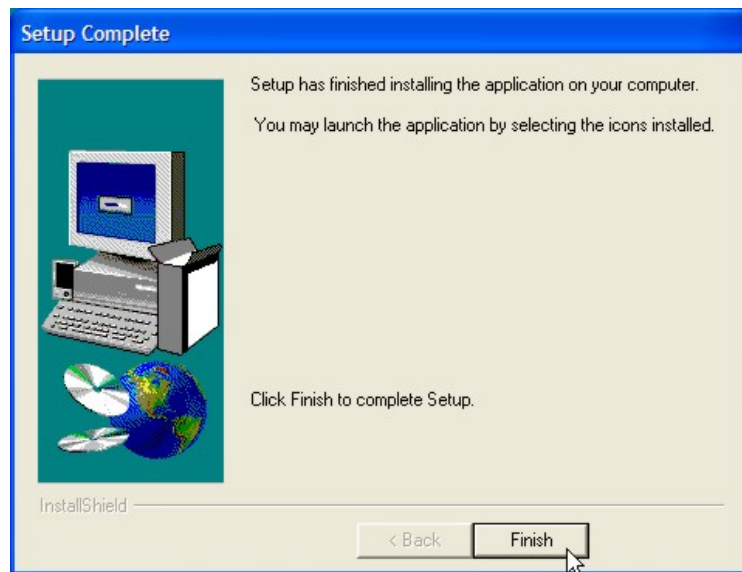 Setup Complete
Setup has finished installing the application on your computer.
You may launch the application by selecting the icons installed.
Click Finish to complete Setup.
InstallShield
< Back
Finish